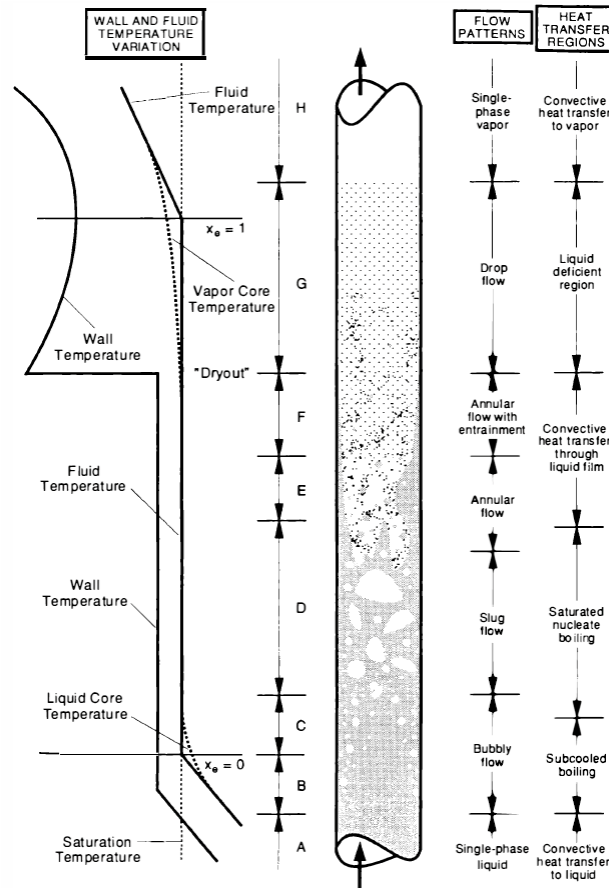 WALL AND FLUID
TEMPERATURE
VARIATION
Fluid
Temperature
x_e = 1
Vapor Core
Temperature
Wall
Temperature
"Dryout"
Fluid
Temperature
Wall
Temperature
Liquid Core
Temperature
x_e = 0
Saturation
Temperature
H
G
F
E
D
C
B
A
FLOW
PATTERNS
Single-
phase
vapor
Drop
flow
Annular
flow with
entrainment
Annular
flow
Slug
flow
Bubbly
flow
Single-phase
liquid
HEAT
TRANSFER
REGIONS
Convective
heat transfer
to vapor
Liquid
deficient
region
Convective
heat transfer
through
liquid film
Saturated
nucleate
boiling
Subcooled
boiling
Convective
heat transfer
to liquid